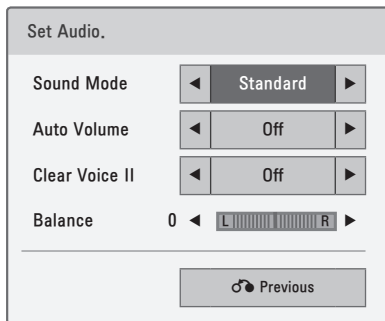 Set Audio.
Sound Mode ◀ Standard ▶
Auto Volume ◀ Off ▶
Clear Voice II ◀ Off ▶
Balance 0 ◀ L R ▶
Previous